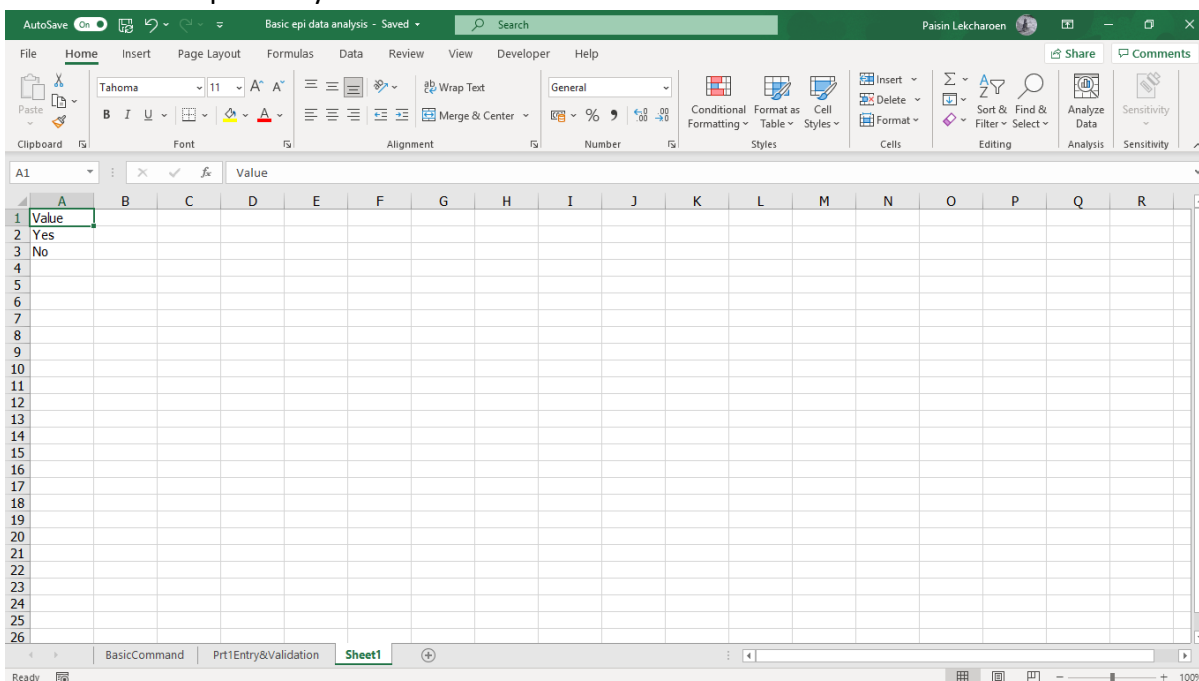 AutoSave On Basic epi data analysis - Saved Search Paisin Lekcharoen
File Home Insert Page Layout Formulas Data Review View Developer Help Share Comments
Paste
Tahoma 11 A^ A˅
B I U A
ab Wrap Text
Merge & Center
General
% 9 .00
Conditional Formatting
Format as Table
Cell Styles
Insert
Delete
Format
Sort & Filter
Find & Select
Analyze Data
Sensitivity
Clipboard Font Alignment Number Styles Cells Editing Analysis Sensitivity
A1 fx Value
A B C D E F G H I J K L M N O P Q R
1 Value
2 Yes
3 No
4
5
6
7
8
9
10
11
12
13
14
15
16
17
18
19
20
21
22
23
24
25
26
BasicCommand Prt1Entry&Validation Sheet1
Ready 100%